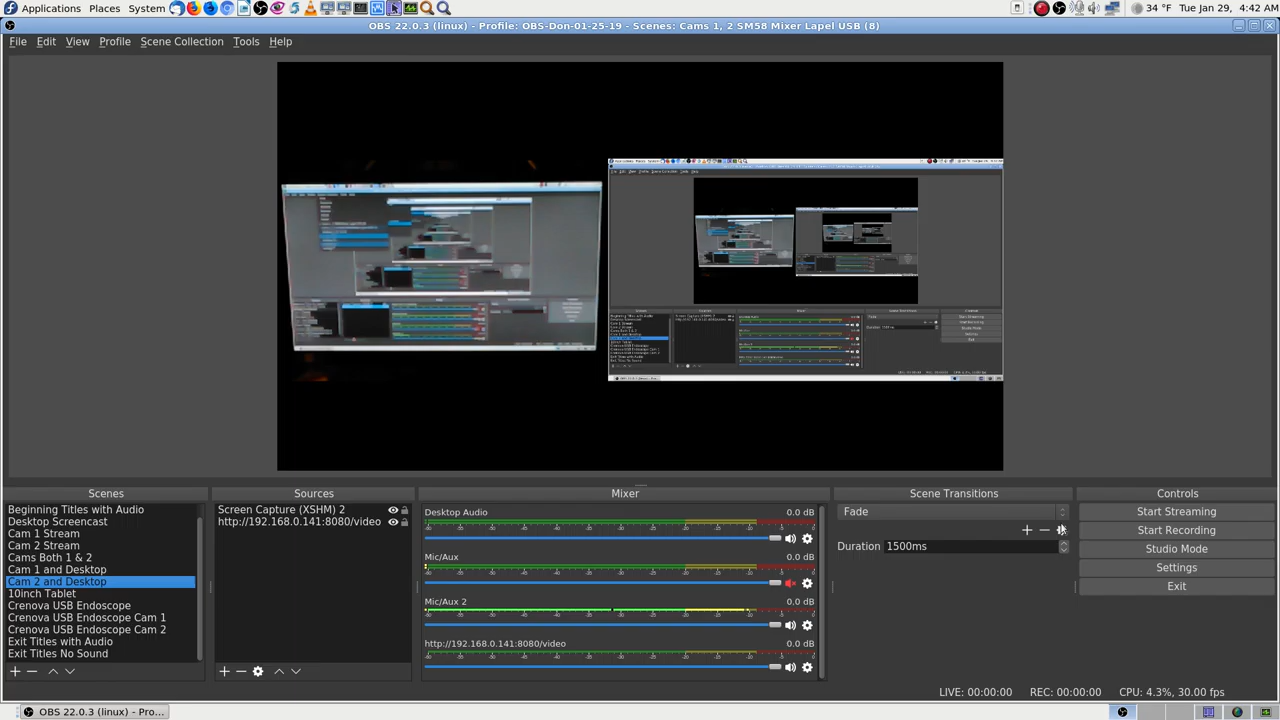 Applications Places System 34 °F Tue Jan 29, 4:42 AM
OBS 22.0.3 (linux) - Profile: OBS-Don-01-25-19 - Scenes: Cams 1, 2 SM58 Mixer Lapel USB (8)
File Edit View Profile Scene Collection Tools Help
Scenes
Beginning Titles with Audio
Desktop Screencast
Cam 1 Stream
Cam 2 Stream
Cams Both 1 & 2
Cam 1 and Desktop
Cam 2 and Desktop
10inch Tablet
Crenova USB Endoscope
Crenova USB Endoscope Cam 1
Crenova USB Endoscope Cam 2
Exit Titles with Audio
Exit Titles No Sound
Sources
Screen Capture (XSHM) 2
http://192.168.0.141:8080/video
Mixer
Desktop Audio 0.0 dB
Mic/Aux 0.0 dB
Mic/Aux 2 0.0 dB
http://192.168.0.141:8080/video 0.0 dB
Scene Transitions
Fade
Duration 1500ms
Controls
Start Streaming
Start Recording
Studio Mode
Settings
Exit
LIVE: 00:00:00 REC: 00:00:00 CPU: 4.3%, 30.00 fps
OBS 22.0.3 (linux) - Pro...